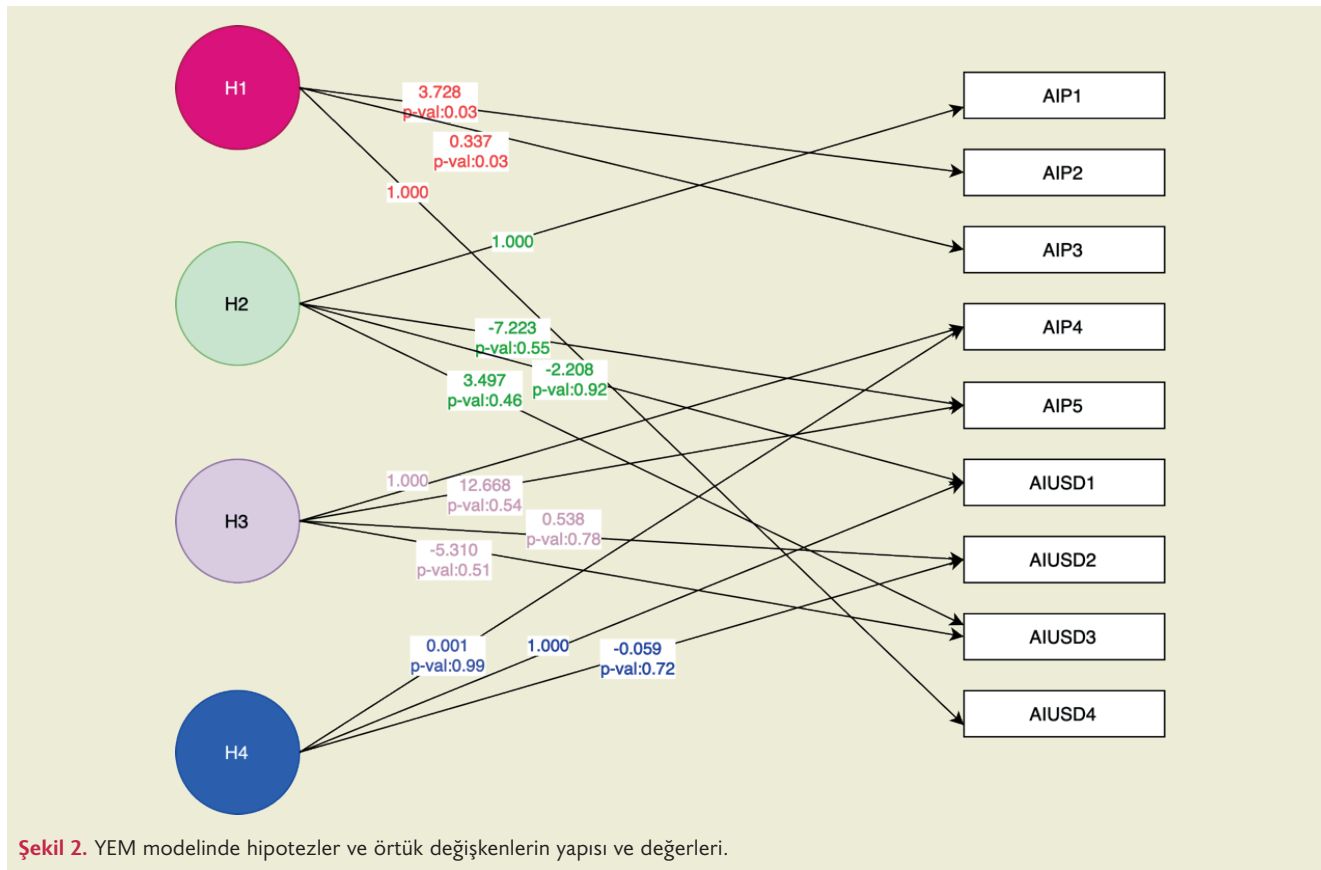 H1
3.728
p-val:0.03
0.337
p-val:0.03
1.000
H2
1.000
-7.223
p-val:0.55
-2.208
p-val:0.92
3.497
p-val:0.46
H3
1.000
12.668
p-val:0.54
0.538
p-val:0.78
-5.310
p-val:0.51
H4
0.001
p-val:0.99
1.000
-0.059
p-val:0.72
AIP1
AIP2
AIP3
AIP4
AIP5
AIUSD1
AIUSD2
AIUSD3
AIUSD4
Şekil 2. YEM modelinde hipotezler ve örtük değişkenlerin yapısı ve değerleri.